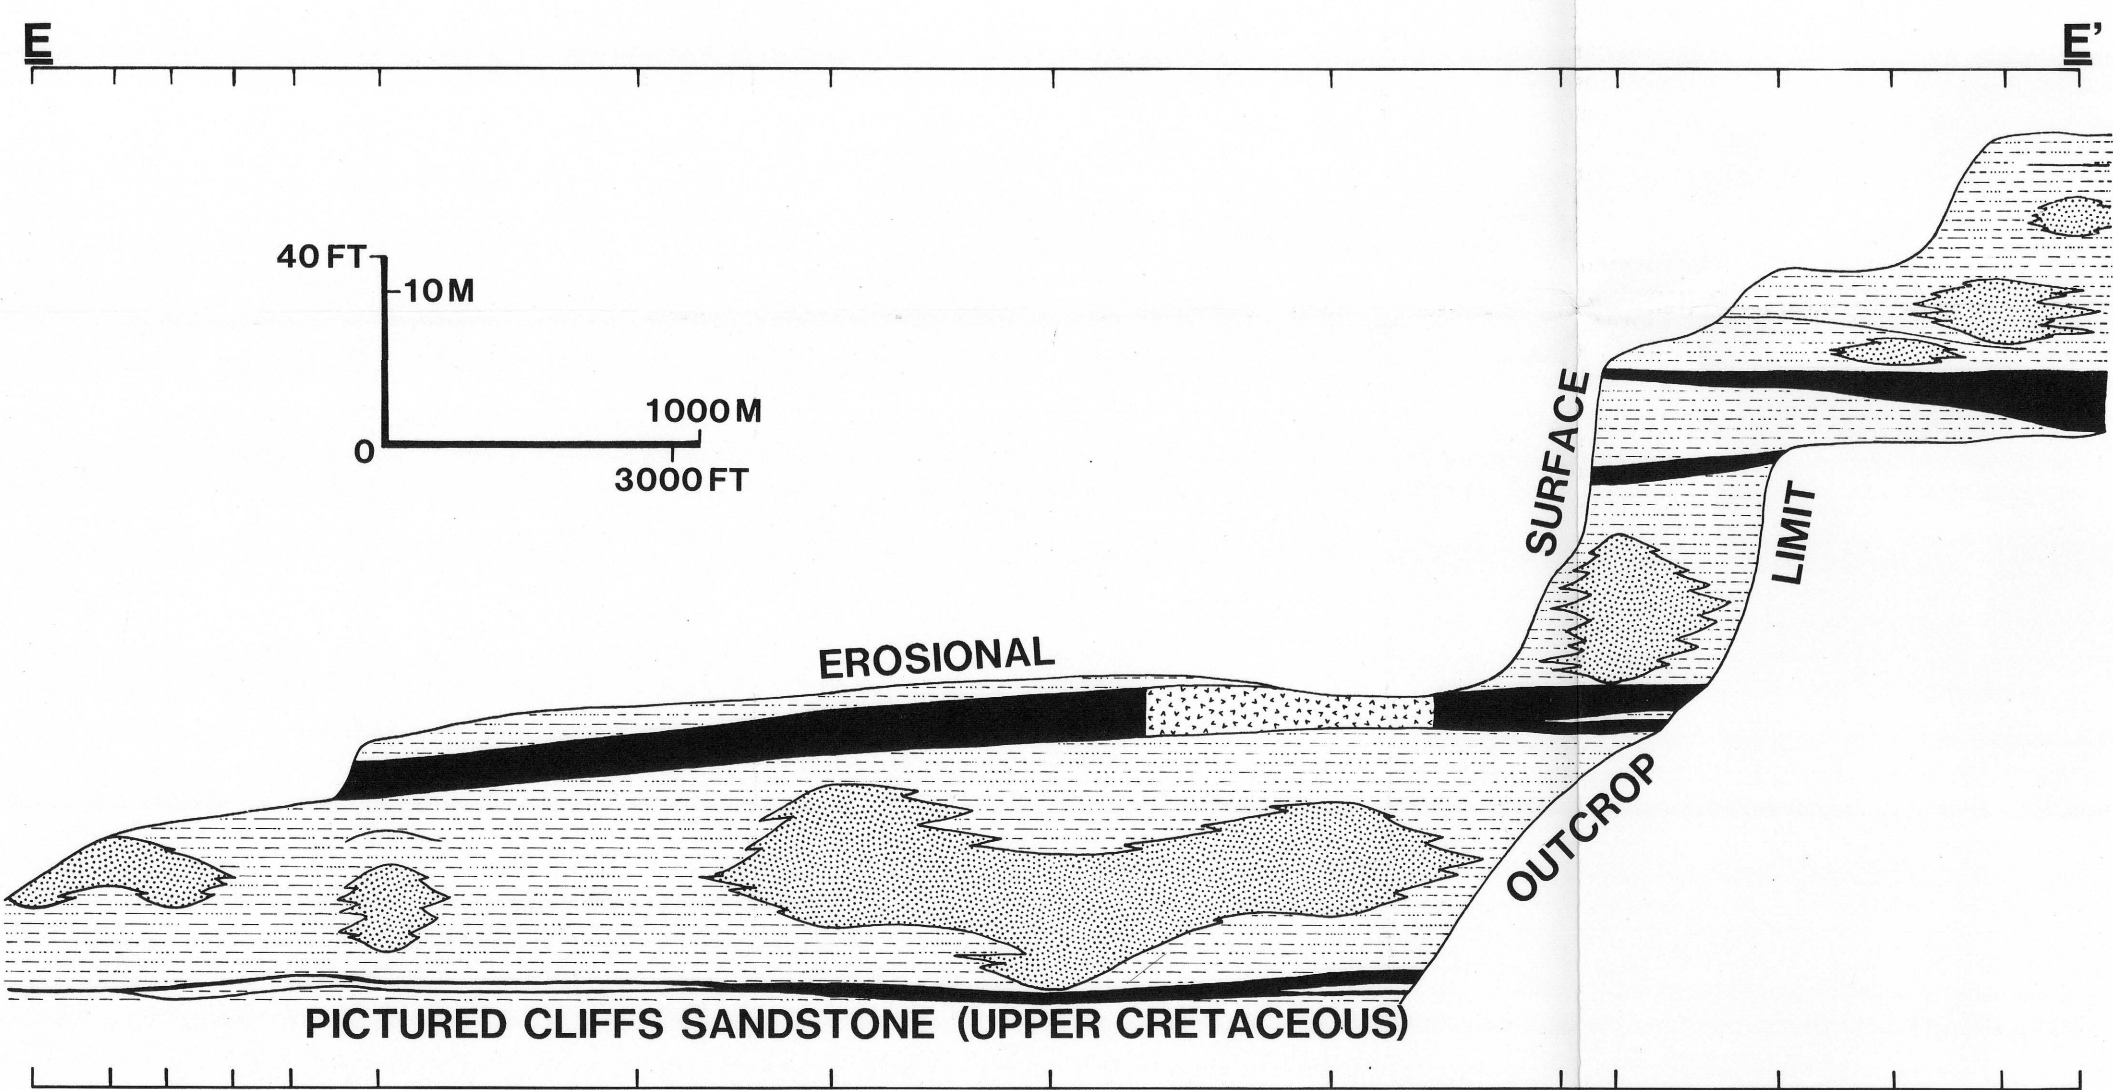 E
E'
40 FT
10 M
1000 M
0
3000 FT
SURFACE
LIMIT
EROSIONAL
OUTCROP
PICTURED CLIFFS SANDSTONE (UPPER CRETACEOUS)